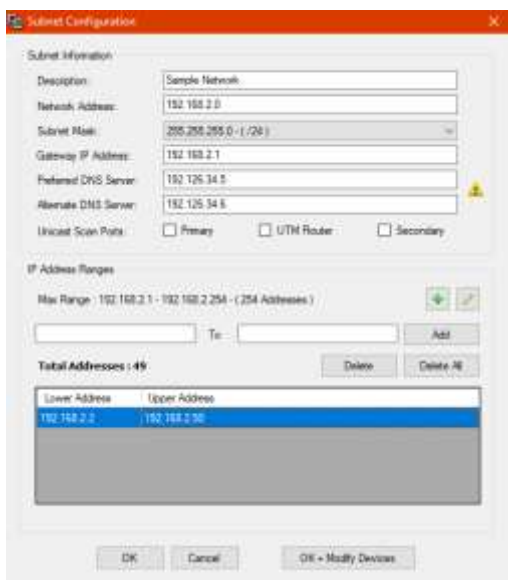 Subnet Configuration
Subnet Information
Description: Sample Network
Network Address: 192.168.2.0
Subnet Mask: 255.255.255.0 - ( /24 )
Gateway IP Address: 192.168.2.1
Preferred DNS Server: 192.126.34.5
Alternate DNS Server: 192.126.34.6
Unicast Scan Ports: Primary UTM Router Secondary
IP Address Ranges
Max Range : 192.168.2.1 - 192.168.2.254 - ( 254 Addresses )
To Add
Total Addresses : 49 Delete Delete All
Lower Address Upper Address
192.168.2.2 192.168.2.50
OK Cancel OK + Modify Devices